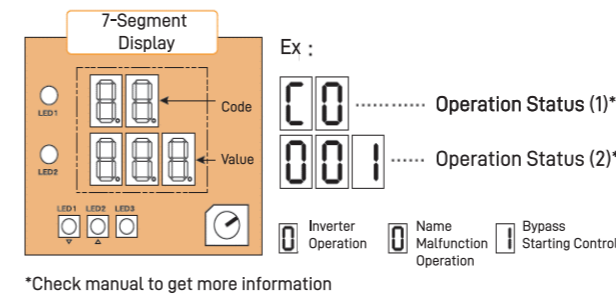 7-Segment
Display
Ex :
LED1
Code
C0 ............ Operation Status (1)*
LED2
Value
001 ...... Operation Status (2)*
LED1 LED2 LED3
0 Inverter
Operation
0 Name
Malfunction
Operation
1 Bypass
Starting Control
*Check manual to get more information